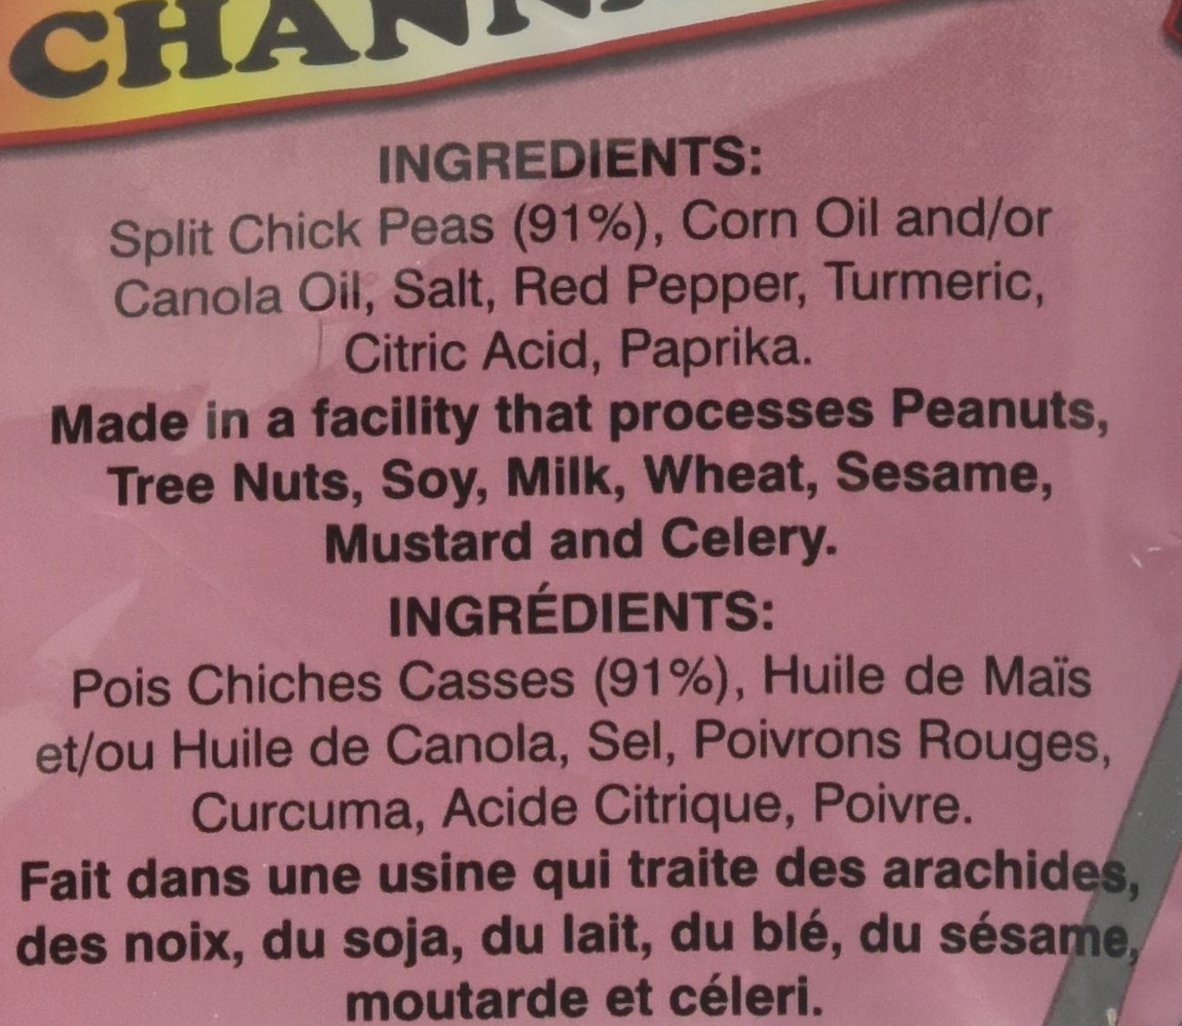 CHANN
INGREDIENTS:
Split Chick Peas (91%), Corn Oil and/or
Canola Oil, Salt, Red Pepper, Turmeric,
Citric Acid, Paprika.
Made in a facility that processes Peanuts,
Tree Nuts, Soy, Milk, Wheat, Sesame,
Mustard and Celery.
INGRÉDIENTS:
Pois Chiches Casses (91%), Huile de Maïs
et/ou Huile de Canola, Sel, Poivrons Rouges,
Curcuma, Acide Citrique, Poivre.
Fait dans une usine qui traite des arachides,
des noix, du soja, du lait, du blé, du sésame,
moutarde et céleri.